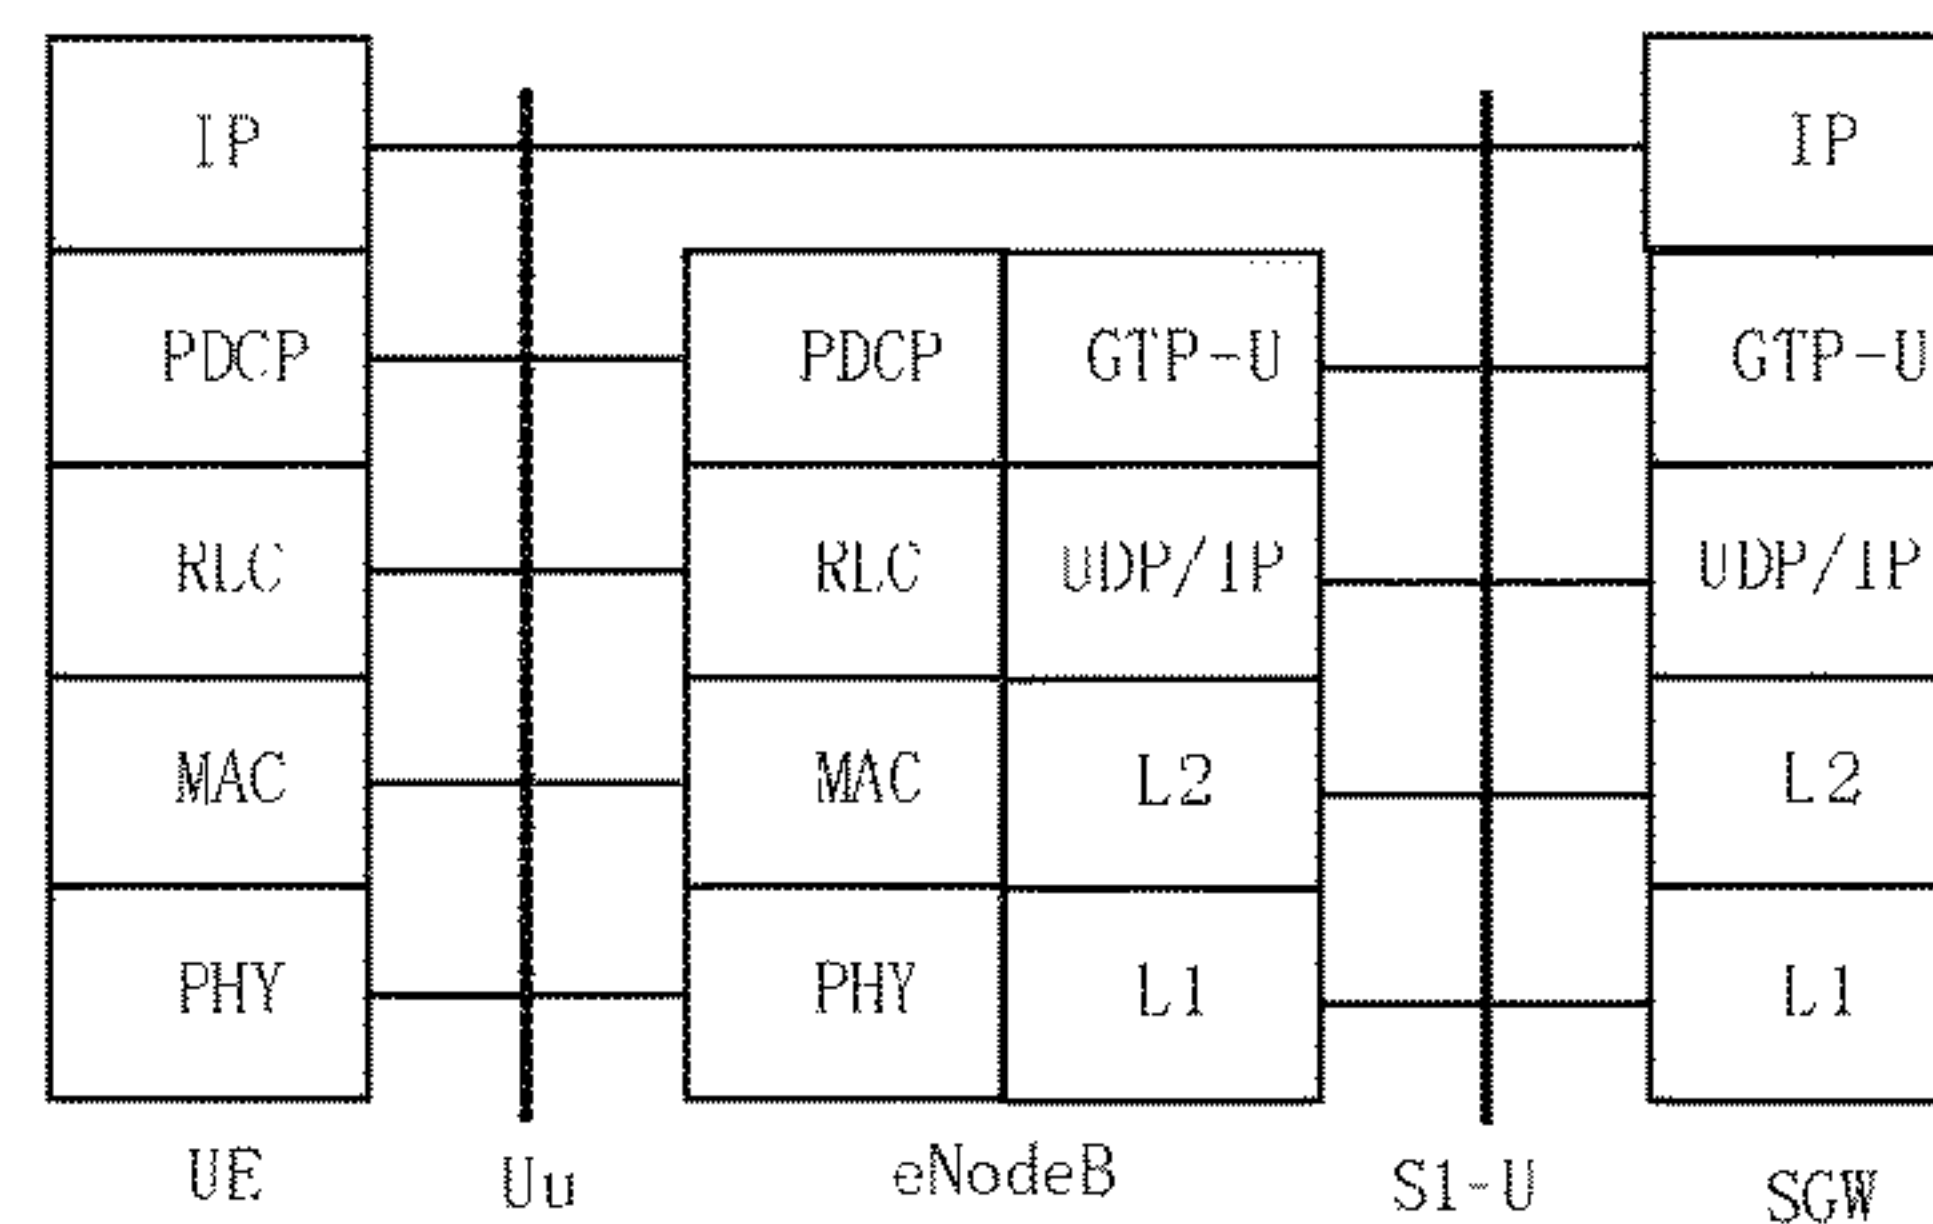 IP IP
PDCP PDCP GTP-U GTP-U
RLC RLC UDP/IP UDP/IP
MAC MAC L2 L2
PHY PHY L1 L1
UE Uu eNodeB S1-U SGW